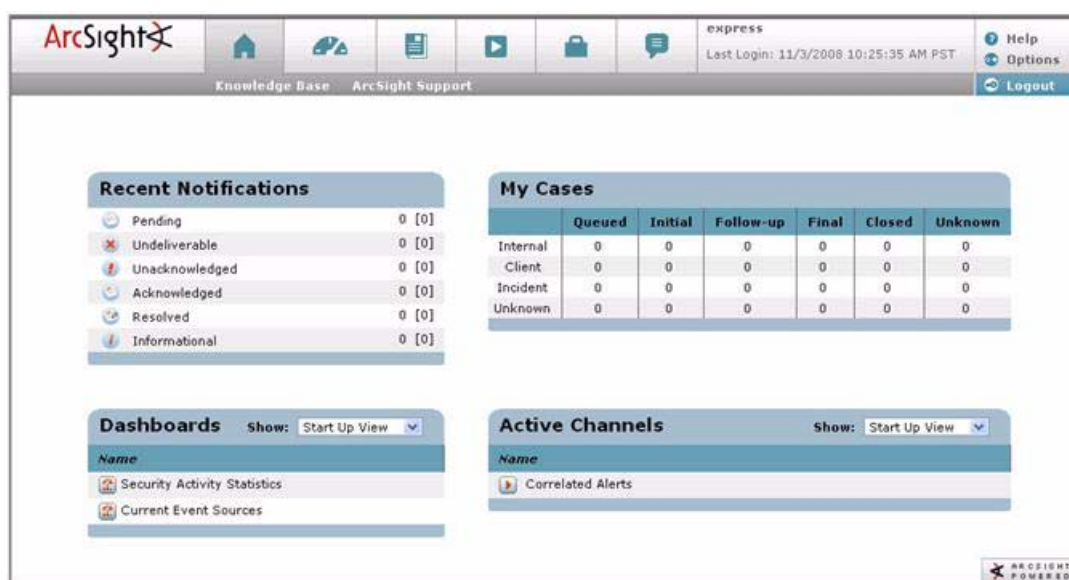 ArcSight
express
Last Login: 11/3/2008 10:25:35 AM PST
Help
Options
Logout
Knowledge Base ArcSight Support
Recent Notifications
Pending 0 [0]
Undeliverable 0 [0]
Unacknowledged 0 [0]
Acknowledged 0 [0]
Resolved 0 [0]
Informational 0 [0]
My Cases
Queued Initial Follow-up Final Closed Unknown
Internal 0 0 0 0 0 0
Client 0 0 0 0 0 0
Incident 0 0 0 0 0 0
Unknown 0 0 0 0 0 0
Dashboards Show: Start Up View
Name
Security Activity Statistics
Current Event Sources
Active Channels Show: Start Up View
Name
Correlated Alerts
ARCSIGHT
POWERED